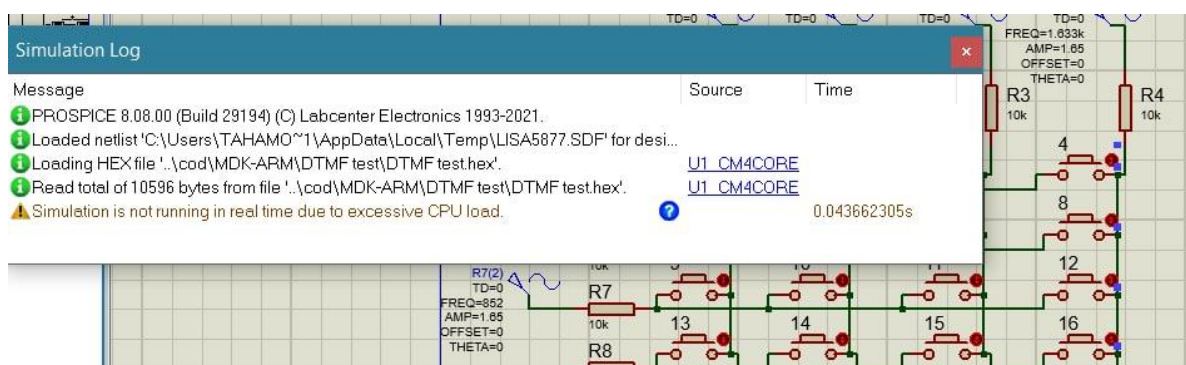 TD=0 TD=0 TD=0 TD=0
FREQ=1.633k
AMP=1.65
OFFSET=0
THETA=0
Simulation Log
Message Source Time
PROSPICE 8.08.00 (Build 29194) (C) Labcenter Electronics 1993-2021.
Loaded netlist 'C:\Users\TAHAMO~1\AppData\Local\Temp\LISA5877.SDF' for desi...
Loading HEX file '..\cod\MDK-ARM\DTMF test\DTMF test.hex'. U1_CM4CORE
Read total of 10596 bytes from file '..\cod\MDK-ARM\DTMF test\DTMF test.hex'. U1_CM4CORE
Simulation is not running in real time due to excessive CPU load. 0.043662305s
R3
10k
R4
10k
4
8
12
R7(2)
TD=0
FREQ=852
AMP=1.65
OFFSET=0
THETA=0
R7
10k
13 14 15 16
R8